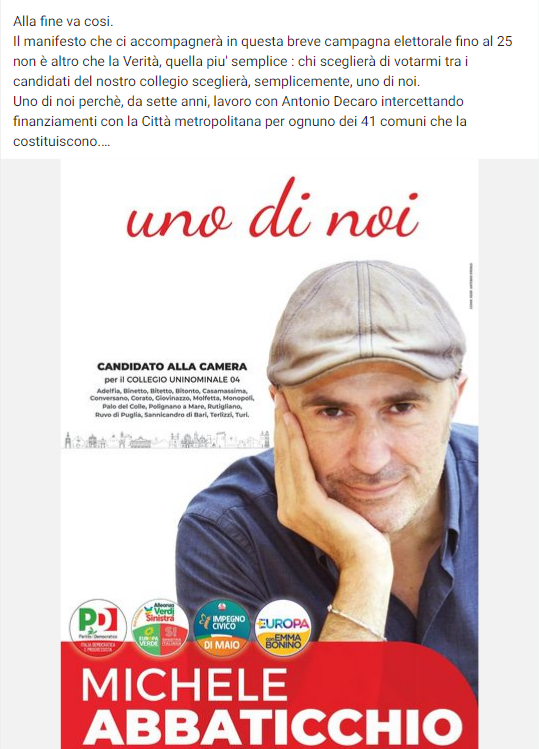 Alla fine va cosi.
Il manifesto che ci accompagnerà in questa breve campagna elettorale fino al 25
non è altro che la Verità, quella piu' semplice : chi sceglierà di votarmi tra i
candidati del nostro collegio sceglierà, semplicemente, uno di noi.
Uno di noi perchè, da sette anni, lavoro con Antonio Decaro intercettando
finanziamenti con la Città metropolitana per ognuno dei 41 comuni che la
costituiscono....
uno di noi
CANDIDATO ALLA CAMERA
per il COLLEGIO UNINOMINALE 04
Adelfia, Binetto, Bitetto, Bitonto, Casamassima,
Conversano, Corato, Giovinazzo, Molfetta, Monopoli,
Palo del Colle, Polignano a Mare, Rutigliano,
Ruvo di Puglia, Sannicandro di Bari, Terlizzi, Turi.
PD
Partito Democratico
ITALIA DEMOCRATICA
E PROGRESSISTA
Alleanza
Verdi
Sinistra
EUROPA
VERDE
SI
SINISTRA
ITALIANA
IMPEGNO
CIVICO
DI MAIO
+EUROPA
con EMMA
BONINO
MICHELE
ABBATICCHIO